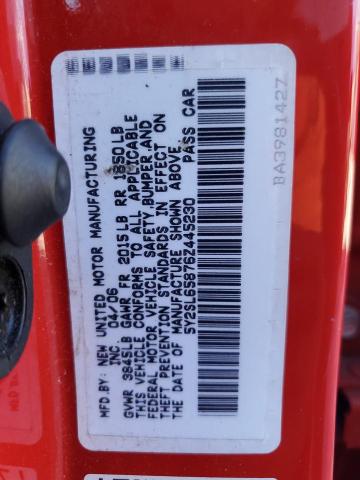 MFD BY: NEW UNITED MOTOR MANUFACTURING
INC 04/06
GVWR 3845LB GAWR FR 2015LB RR 1850LB
THIS VEHICLE CONFORMS TO ALL APPLICABLE
FEDERAL MOTOR VEHICLE SAFETY,BUMPER,AND
THEFT PREVENTION STANDARDS IN EFFECT ON
THE DATE OF MANUFACTURE SHOWN ABOVE.
5Y2SL65876Z445230 PASS CAR
BA3981427